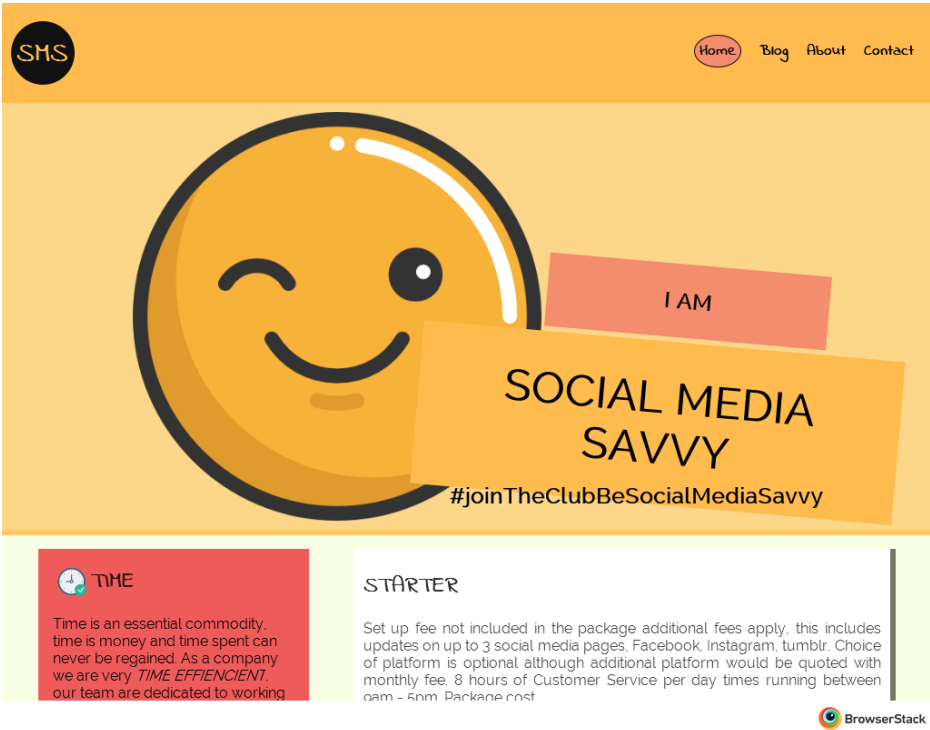 SMS
Home Blog About Contact
I AM
SOCIAL MEDIA
SAVVY
#joinTheClubBeSocialMediaSavvy
TIME
Time is an essential commodity,
time is money and time spent can
never be regained. As a company
we are very TIME EFFIENCIENT,
our team are dedicated to working
STARTER
Set up fee not included in the package additional fees apply, this includes
updates on up to 3 social media pages, Facebook, Instagram, tumblr. Choice
of platform is optional although additional platform would be quoted with
monthly fee. 8 hours of Customer Service per day times running between
9am - 5pm. Package cost
BrowserStack